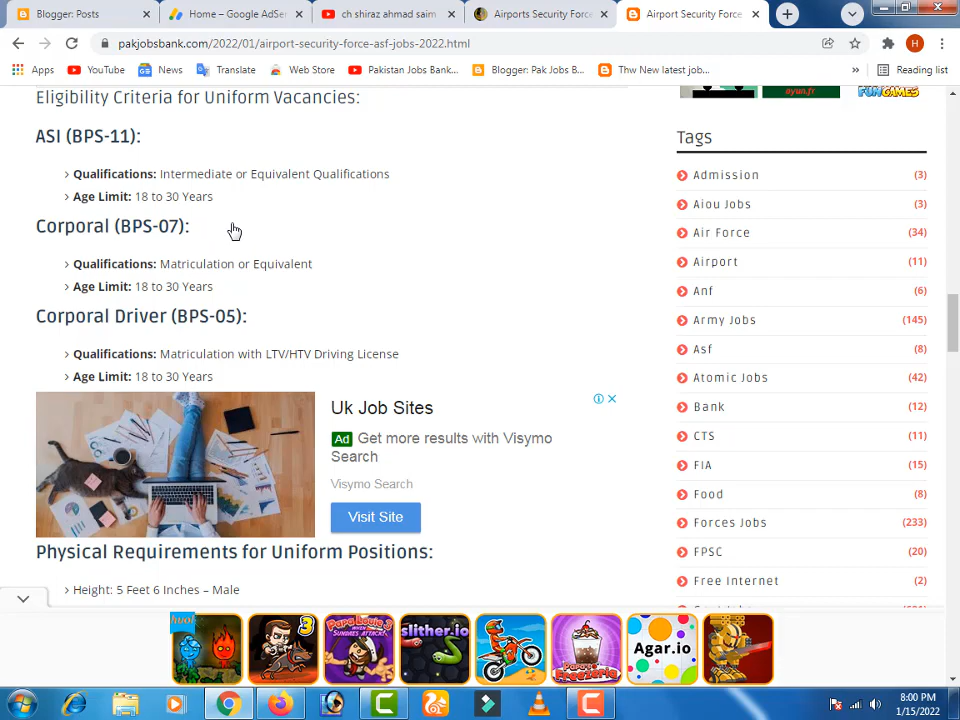 Blogger: Posts
Home – Google AdSe
ch shiraz ahmad saim
Airports Security Forc
Airport Security Force
pakjobsbank.com/2022/01/airport-security-force-asf-jobs-2022.html
H
Apps
YouTube
News
Translate
Web Store
Pakistan Jobs Bank...
Blogger: Pak Jobs B...
Thw New latest job...
»
Reading list
Eligibility Criteria for Uniform Vacancies:
ASI (BPS-11):
Qualifications: Intermediate or Equivalent Qualifications
Age Limit: 18 to 30 Years
Corporal (BPS-07):
Qualifications: Matriculation or Equivalent
Age Limit: 18 to 30 Years
Corporal Driver (BPS-05):
Qualifications: Matriculation with LTV/HTV Driving License
Age Limit: 18 to 30 Years
Uk Job Sites
Ad Get more results with Visymo
Search
Visymo Search
Visit Site
Physical Requirements for Uniform Positions:
Height: 5 Feet 6 Inches – Male
ayun.fr
FUN GAMES
Tags
Admission (3)
Aiou Jobs (3)
Air Force (34)
Airport (11)
Anf (6)
Army Jobs (145)
Asf (8)
Atomic Jobs (42)
Bank (12)
CTS (11)
FIA (15)
Food (8)
Forces Jobs (233)
FPSC (20)
Free Internet (2)
huo!
3
slither.io
Agar.io
8:00 PM
1/15/2022